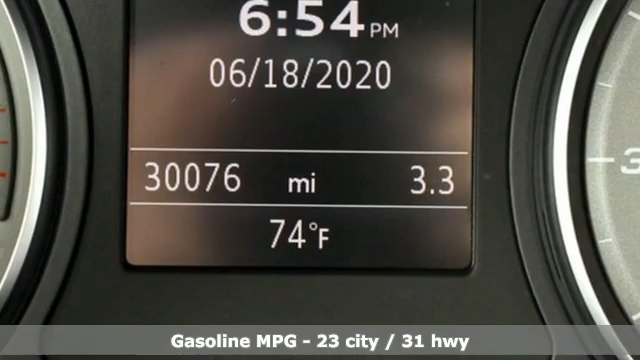 6:54 PM
06/18/2020
30076 mi 3.3
74°F
Gasoline MPG - 23 city / 31 hwy